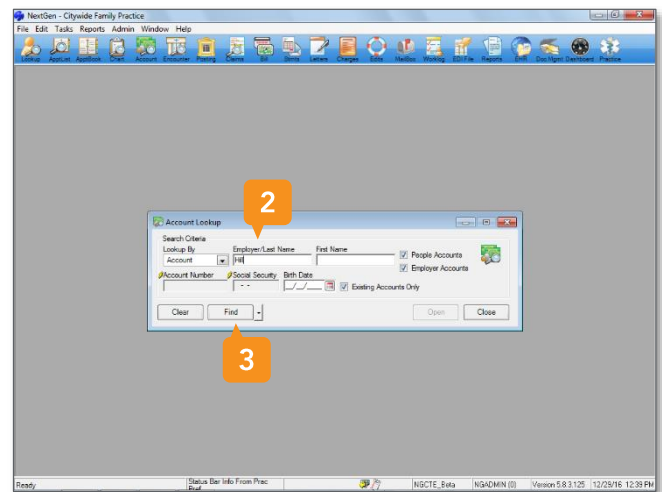 NextGen - Citywide Family Practice
File Edit Tasks Reports Admin Window Help
Lookup ApptList ApptBook Chart Account Encounter Posting Claims Bill Stmts Letters Charges Edits MailBox Worklog EDI File Reports EHR Doc Mgmt Dashboard Practice
2
Account Lookup
Search Criteria
Lookup By Employer/Last Name First Name
Account Hill
People Accounts
Employer Accounts
Account Number Social Security Birth Date
- - __/__/____ Existing Accounts Only
Clear Find Open Close
3
Ready Status Bar Info From Prac Pref NGCTE_Beta NGADMIN (0) Version 5.8.3.125 12/29/16 12:39 PM